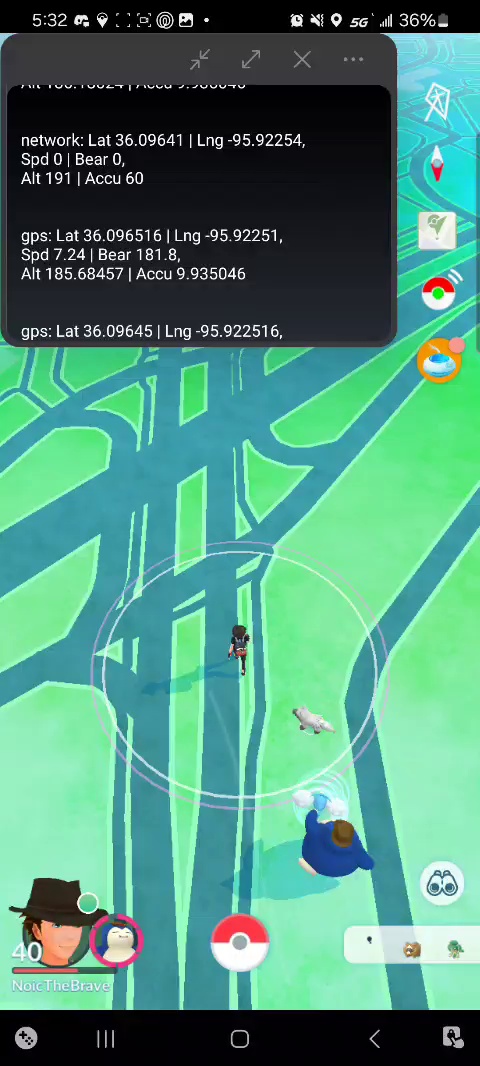 5:32
5G
36%
network: Lat 36.09641 | Lng -95.92254,
Spd 0 | Bear 0,
Alt 191 | Accu 60
gps: Lat 36.096516 | Lng -95.92251,
Spd 7.24 | Bear 181.8,
Alt 185.68457 | Accu 9.935046
gps: Lat 36.09645 | Lng -95.922516,
40
NoicTheBrave